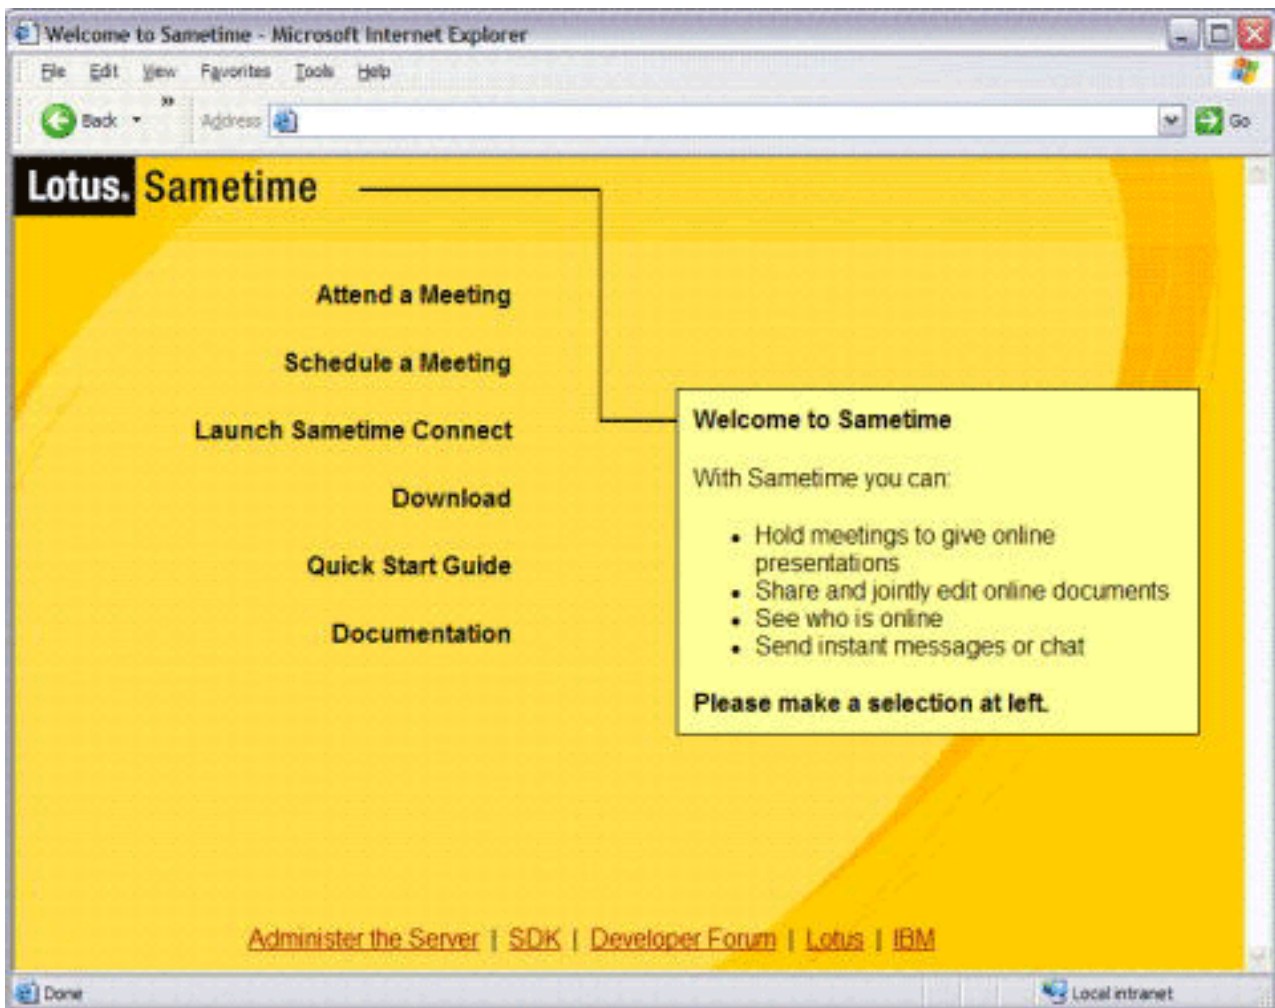 Welcome to Sametime - Microsoft Internet Explorer
File Edit View Favorites Tools Help
Back Address Go
Lotus. Sametime
Attend a Meeting
Schedule a Meeting
Launch Sametime Connect
Download
Quick Start Guide
Documentation
Welcome to Sametime
With Sametime you can:
• Hold meetings to give online
presentations
• Share and jointly edit online documents
• See who is online
• Send instant messages or chat
Please make a selection at left.
Administer the Server | SDK | Developer Forum | Lotus | IBM
Done Local intranet